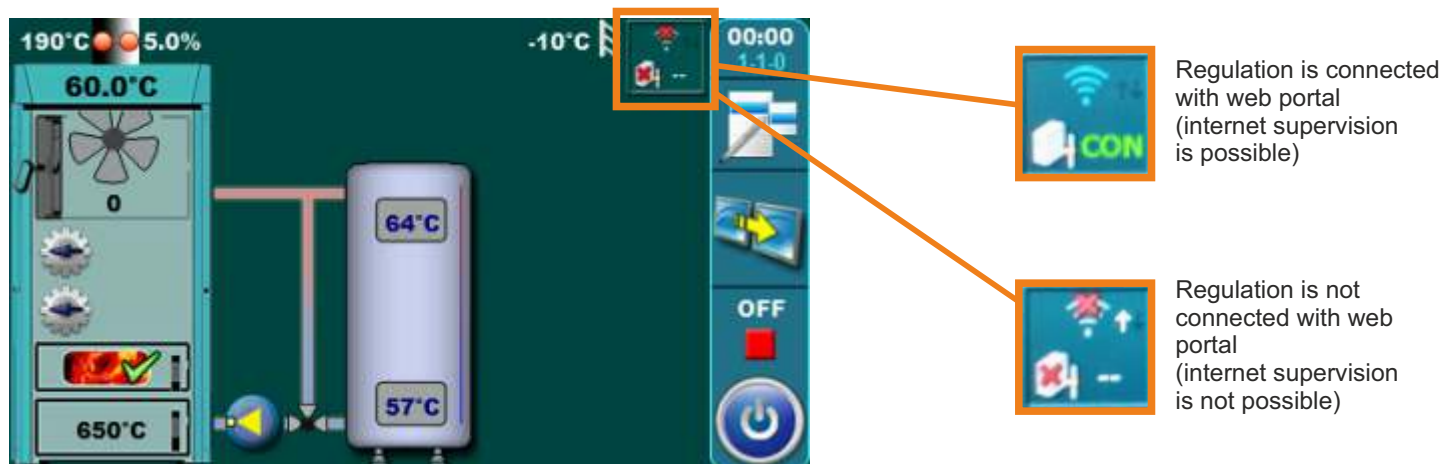 190°C 5.0%
-10°C
--
00:00
1-1-0
60.0°C
0
64°C
57°C
650°C
OFF
CON
Regulation is connected
with web portal
(internet supervision
is possible)
--
Regulation is not
connected with web
portal
(internet supervision
is not possible)